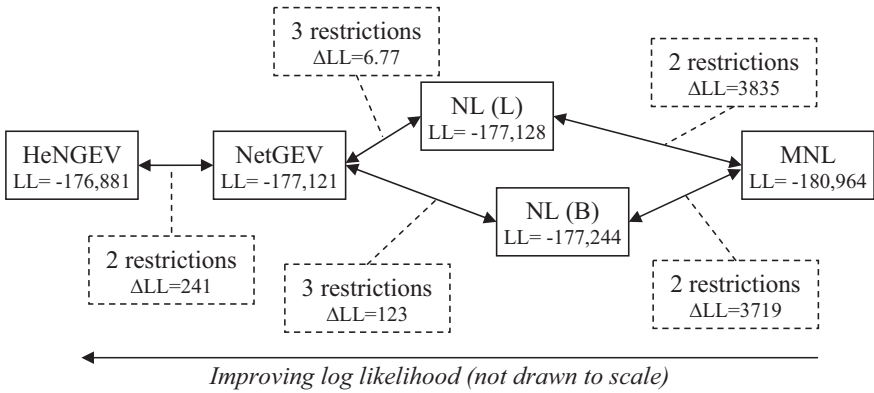 3 restrictions
ΔLL=6.77
2 restrictions
ΔLL=3835
NL (L)
LL= -177,128
HeNGEV
LL= -176,881
NetGEV
LL= -177,121
MNL
LL= -180,964
NL (B)
LL= -177,244
2 restrictions
ΔLL=241
3 restrictions
ΔLL=123
2 restrictions
ΔLL=3719
Improving log likelihood (not drawn to scale)